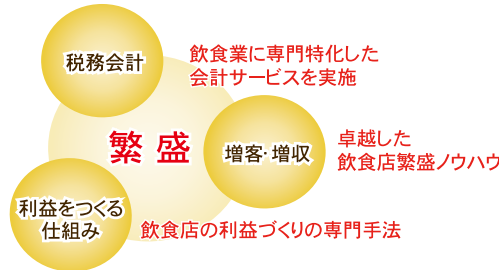 税務会計
飲食業に専門特化した
会計サービスを実施
繁盛
増客・増収
卓越した
飲食店繁盛ノウハウ
利益をつくる
仕組み
飲食店の利益づくりの専門手法